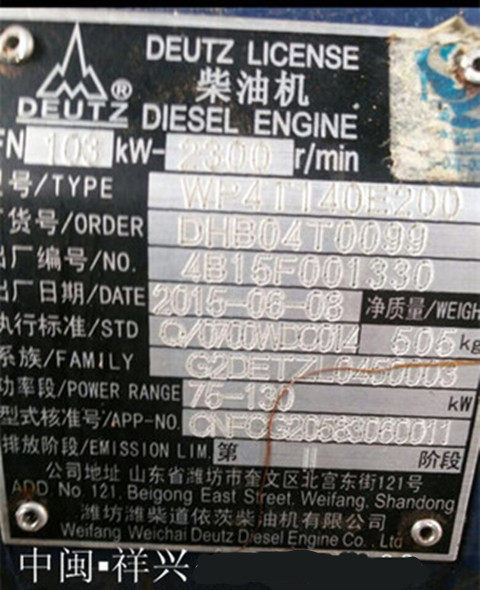 DEUTZ LICENSE
柴油机
DEUTZ® DIESEL ENGINE
FN 103 kW- 2300 r/min
号/TYPE WP4T140E200
货号/ORDER DHB04T0099
出厂编号/NO. 4B15F001330
出厂日期/DATE 2015-06-08 净质量/WEIGH
执行标准/STD Q/0700WDC014 505 kg
系族/FAMILY
功率段/POWER RANGE 75-130 kW
型式核准号/APP-NO. CNFCG20583060011
排放阶段/EMISSION LIM. 第 II 阶段
公司地址 山东省潍坊市奎文区北宫东街121号
ADD No. 121. Beigong East Street. Weifang. Shandong
潍坊潍柴道依茨柴油机有限公司
Weifang Weichai Deutz Diesel Engine Co., Ltd
中闽·祥兴